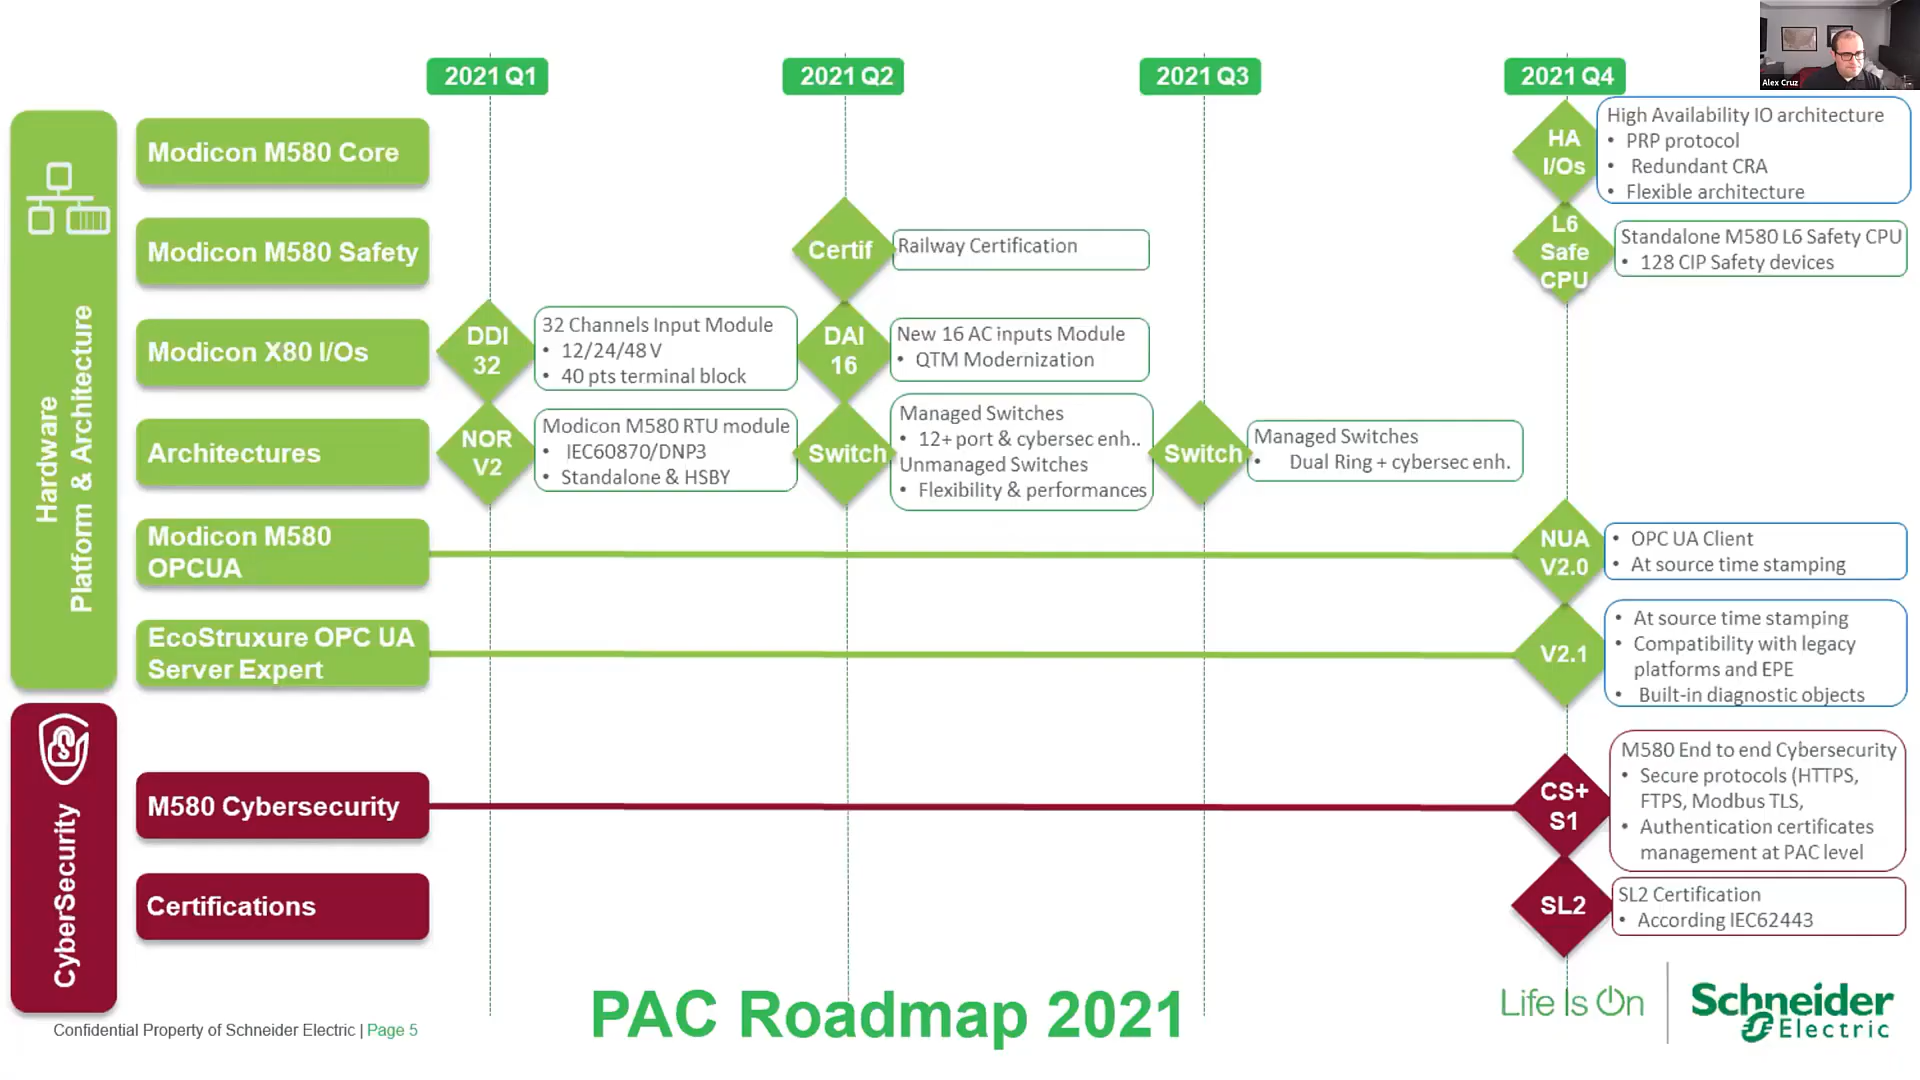 2021 Q1
2021 Q2
2021 Q3
2021 Q4
Alex Cruz
Hardware
Platform & Architecture
Modicon M580 Core
HA
I/Os
High Availability IO architecture
• PRP protocol
• Redundant CRA
• Flexible architecture
Modicon M580 Safety
Certif
Railway Certification
L6
Safe
CPU
Standalone M580 L6 Safety CPU
• 128 CIP Safety devices
Modicon X80 I/Os
DDI
32
32 Channels Input Module
• 12/24/48 V
• 40 pts terminal block
DAI
16
New 16 AC inputs Module
• QTM Modernization
Architectures
NOR
V2
Modicon M580 RTU module
• IEC60870/DNP3
• Standalone & HSBY
Switch
Managed Switches
• 12+ port & cybersec enh..
Unmanaged Switches
• Flexibility & performances
Switch
Managed Switches
• Dual Ring + cybersec enh.
Modicon M580
OPCUA
NUA
V2.0
• OPC UA Client
• At source time stamping
EcoStruxure OPC UA
Server Expert
V2.1
• At source time stamping
• Compatibility with legacy
platforms and EPE
• Built-in diagnostic objects
CyberSecurity
M580 Cybersecurity
CS+
S1
M580 End to end Cybersecurity
• Secure protocols (HTTPS,
FTPS, Modbus TLS,
• Authentication certificates
management at PAC level
Certifications
SL2
SL2 Certification
• According IEC62443
Confidential Property of Schneider Electric | Page 5
PAC Roadmap 2021
Life Is On
Schneider
Electric